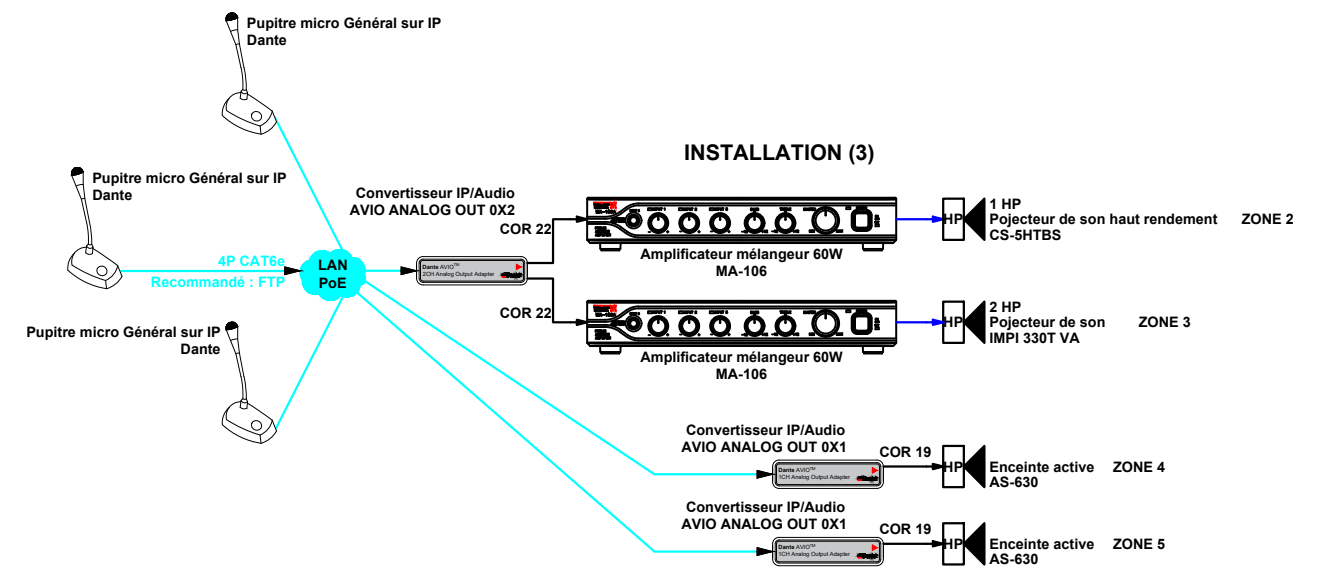 Pupitre micro Général sur IP
Dante
INSTALLATION (3)
Pupitre micro Général sur IP
Dante
Convertisseur IP/Audio
AVIO ANALOG OUT 0X2
COR 22
HP
1 HP
Pojecteur de son haut rendement ZONE 2
CS-5HTBS
Amplificateur mélangeur 60W
MA-106
4P CAT6e
Recommandé : FTP
LAN
PoE
Dante AVIO™
2CH Analog Output Adapter
COR 22
HP
2 HP
Pojecteur de son ZONE 3
IMPI 330T VA
Amplificateur mélangeur 60W
MA-106
Pupitre micro Général sur IP
Dante
Convertisseur IP/Audio
AVIO ANALOG OUT 0X1
COR 19
Dante AVIO™
1CH Analog Output Adapter
HP
Enceinte active ZONE 4
AS-630
Convertisseur IP/Audio
AVIO ANALOG OUT 0X1
COR 19
Dante AVIO™
1CH Analog Output Adapter
HP
Enceinte active ZONE 5
AS-630